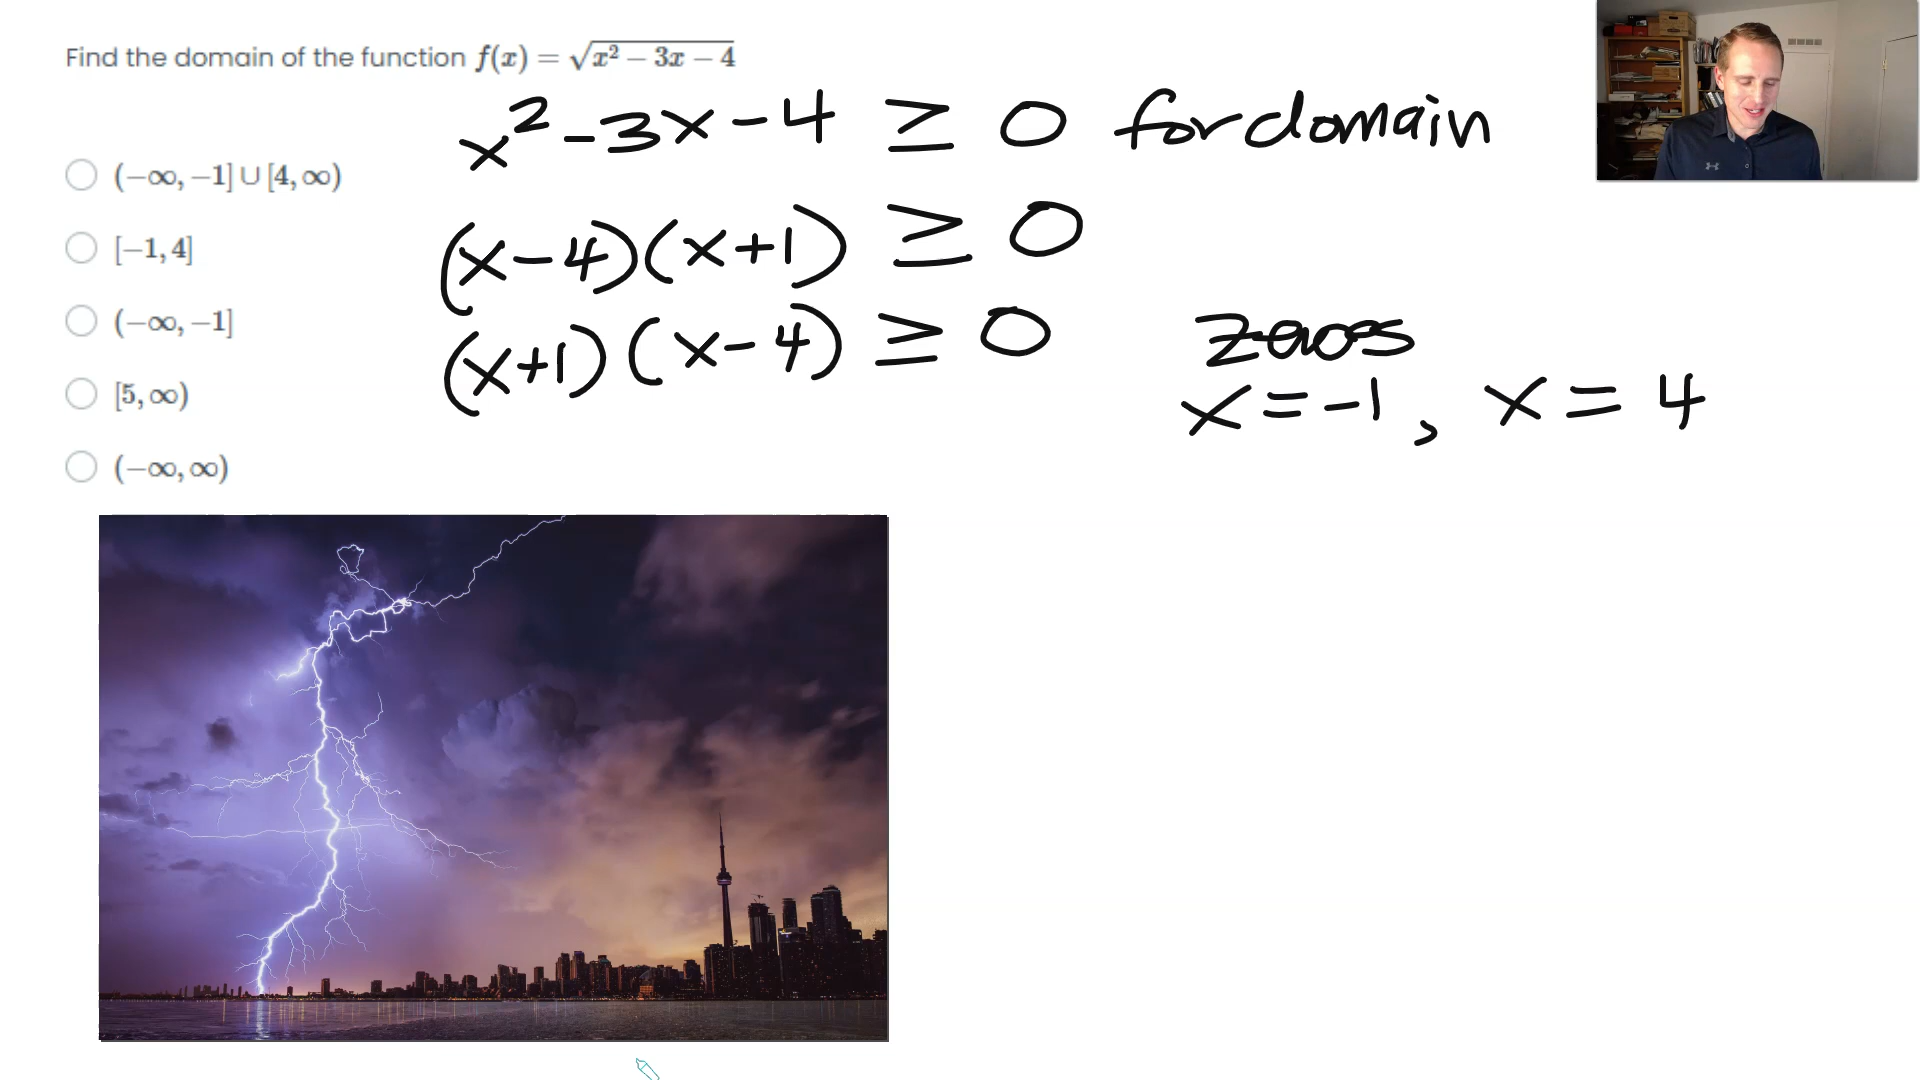 Find the domain of the function f(x) = √(x² − 3x − 4)
x² - 3x - 4 ≥ 0 for domain
(−∞, −1] ∪ [4, ∞)
(x-4)(x+1) ≥ 0
[−1, 4]
(−∞, −1]
(x+1)(x-4) ≥ 0
zeros
x = -1, x = 4
[5, ∞)
(−∞, ∞)